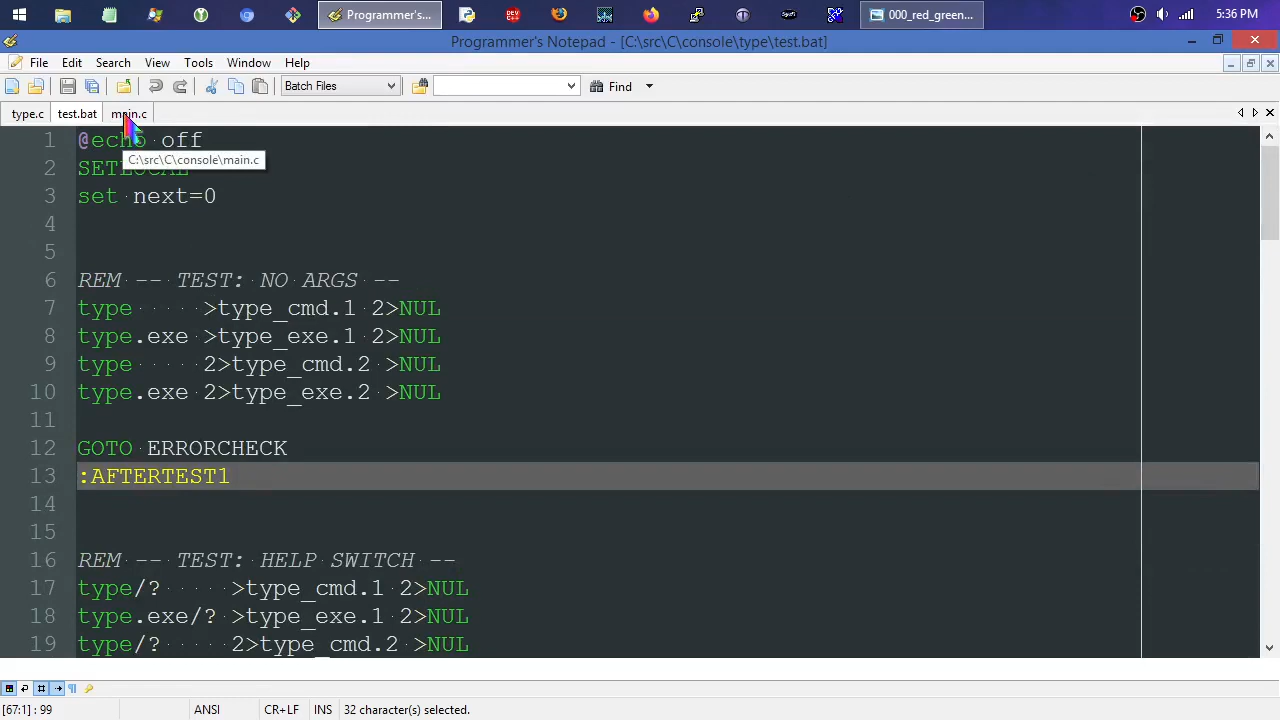 Programmer's...
000_red_green...
5:36 PM
Programmer's Notepad - [C:\src\C\console\type\test.bat]
File Edit Search View Tools Window Help
Batch Files
Find
type.c test.bat main.c
C:\src\C\console\main.c
1 @echo off
2 SETLOCAL
3 set next=0
4
5
6 REM -- TEST: NO ARGS --
7 type >type_cmd.1 2>NUL
8 type.exe >type_exe.1 2>NUL
9 type 2>type_cmd.2 >NUL
10 type.exe 2>type_exe.2 >NUL
11
12 GOTO ERRORCHECK
13 :AFTERTEST1
14
15
16 REM -- TEST: HELP SWITCH --
17 type/? >type_cmd.1 2>NUL
18 type.exe/? >type_exe.1 2>NUL
19 type/? 2>type_cmd.2 >NUL
[67:1] : 99 ANSI CR+LF INS 32 character(s) selected.